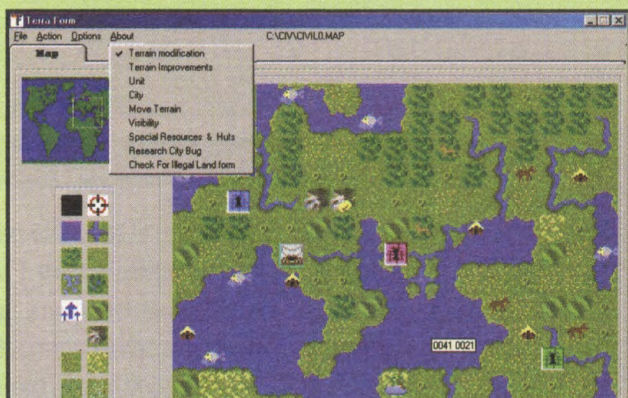 Terra Form
File Action Options About C:\CIV\CIVIL0.MAP
Map
Terrain modification
Terrain Improvements
Unit
City
Move Terrain
Visibility
Special Resources & Huts
Research City Bug
Check For Illegal Land form
0041 0021